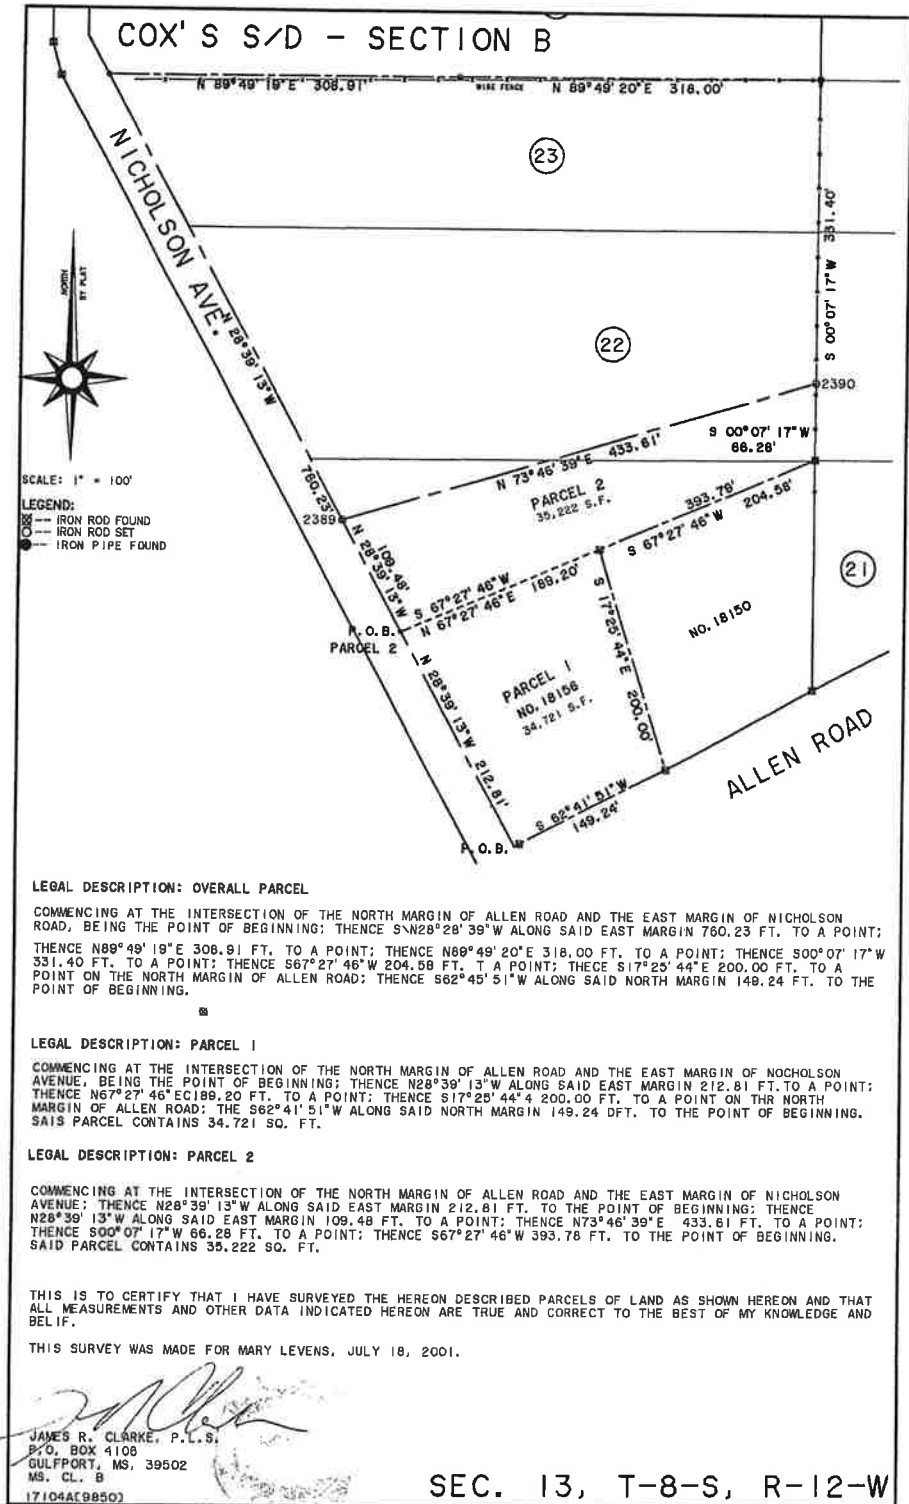 COX'S S/D - SECTION B
N 89°49'19"E 308.91'
WIRE FENCE
N 89°49'20"E 318.00'
23
NICHOLSON AVE.
NORTH
BY PLAT
S 00°07'17"W 331.40'
N 28°39'13"W
760.23'
22
2390
S 00°07'17"W
66.28'
N 73°46'39"E 433.61'
SCALE: 1" = 100'
LEGEND:
--- IRON ROD FOUND
--- IRON ROD SET
--- IRON PIPE FOUND
2389
PARCEL 2
35,222 S.F.
393.78'
S 67°27'46"W 204.58'
109.48'
N 28°39'13"W
S 67°27'46"W
N 67°27'46"E 189.20'
21
NO. 18150
P.O.B.
PARCEL 2
S 17°25'44"E 200.00'
PARCEL 1
NO. 18156
34,721 S.F.
N 28°39'13"W 212.81'
ALLEN ROAD
S 62°41'51"W
149.24'
P.O.B.
LEGAL DESCRIPTION: OVERALL PARCEL
COMMENCING AT THE INTERSECTION OF THE NORTH MARGIN OF ALLEN ROAD AND THE EAST MARGIN OF NICHOLSON
ROAD, BEING THE POINT OF BEGINNING; THENCE S\N28°28'39"W ALONG SAID EAST MARGIN 760.23 FT. TO A POINT;
THENCE N89°49'19"E 308.91 FT. TO A POINT; THENCE N89°49'20"E 318.00 FT. TO A POINT; THENCE S00°07'17"W
331.40 FT. TO A POINT; THENCE S67°27'46"W 204.58 FT. T A POINT; THECE S17°25'44"E 200.00 FT. TO A
POINT ON THE NORTH MARGIN OF ALLEN ROAD; THENCE S62°45'51"W ALONG SAID NORTH MARGIN 149.24 FT. TO THE
POINT OF BEGINNING.
LEGAL DESCRIPTION: PARCEL 1
COMMENCING AT THE INTERSECTION OF THE NORTH MARGIN OF ALLEN ROAD AND THE EAST MARGIN OF NOCHOLSON
AVENUE, BEING THE POINT OF BEGINNING; THENCE N28°39'13"W ALONG SAID EAST MARGIN 212.81 FT.TO A POINT;
THENCE N67°27'46"EC189.20 FT. TO A POINT; THENCE S17°25'44"4 200.00 FT. TO A POINT ON THR NORTH
MARGIN OF ALLEN ROAD; THE S62°41'51"W ALONG SAID NORTH MARGIN 149.24 DFT. TO THE POINT OF BEGINNING.
SAIS PARCEL CONTAINS 34.721 SQ. FT.
LEGAL DESCRIPTION: PARCEL 2
COMMENCING AT THE INTERSECTION OF THE NORTH MARGIN OF ALLEN ROAD AND THE EAST MARGIN OF NICHOLSON
AVENUE; THENCE N28°39'13"W ALONG SAID EAST MARGIN 212.81 FT. TO THE POINT OF BEGINNING; THENCE
N28°39'13"W ALONG SAID EAST MARGIN 109.48 FT. TO A POINT; THENCE N73°46'39"E 433.61 FT. TO A POINT;
THENCE S00°07'17"W 66.28 FT. TO A POINT; THENCE S67°27'46"W 393.78 FT. TO THE POINT OF BEGINNING.
SAID PARCEL CONTAINS 35.222 SQ. FT.
THIS IS TO CERTIFY THAT I HAVE SURVEYED THE HEREON DESCRIBED PARCELS OF LAND AS SHOWN HEREON AND THAT
ALL MEASUREMENTS AND OTHER DATA INDICATED HEREON ARE TRUE AND CORRECT TO THE BEST OF MY KNOWLEDGE AND
BELIF.
THIS SURVEY WAS MADE FOR MARY LEVENS, JULY 18, 2001.
JAMES R. CLARKE, P.L.S.
P.O. BOX 4106
GULFPORT, MS, 39502
MS. CL. B
17104A(9850)
SEC. 13, T-8-S, R-12-W